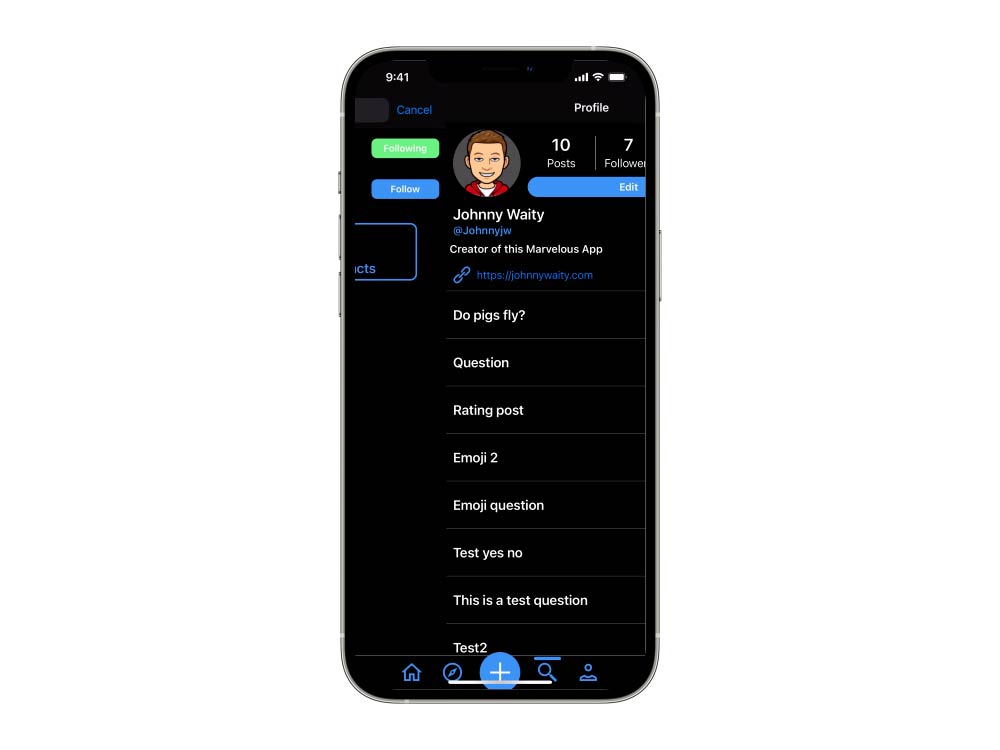 9:41
Cancel
Profile
Following
Follow
10
Posts
7
Edit
Johnny Waity
@Johnnyjw
Creator of this Marvelous App
https://johnnywaity.com
Do pigs fly?
Question
Rating post
Emoji 2
Emoji question
Test yes no
This is a test question
Test2